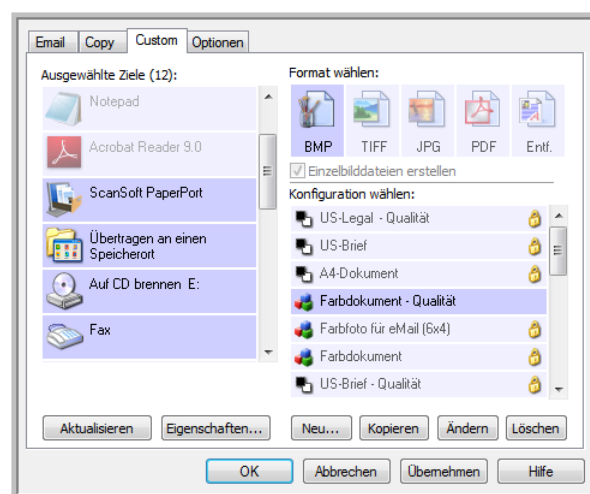 Email Copy Custom Optionen
Ausgewählte Ziele (12):
Notepad
Acrobat Reader 9.0
ScanSoft PaperPort
Übertragen an einen
Speicherort
Auf CD brennen E:
Fax
Aktualisieren Eigenschaften...
Format wählen:
BMP TIFF JPG PDF Entf.
Einzelbilddateien erstellen
Konfiguration wählen:
US-Legal - Qualität
US-Brief
A4-Dokument
Farbdokument - Qualität
Farbfoto für eMail (6x4)
Farbdokument
US-Brief - Qualität
Neu... Kopieren Ändern Löschen
OK Abbrechen Übernehmen Hilfe